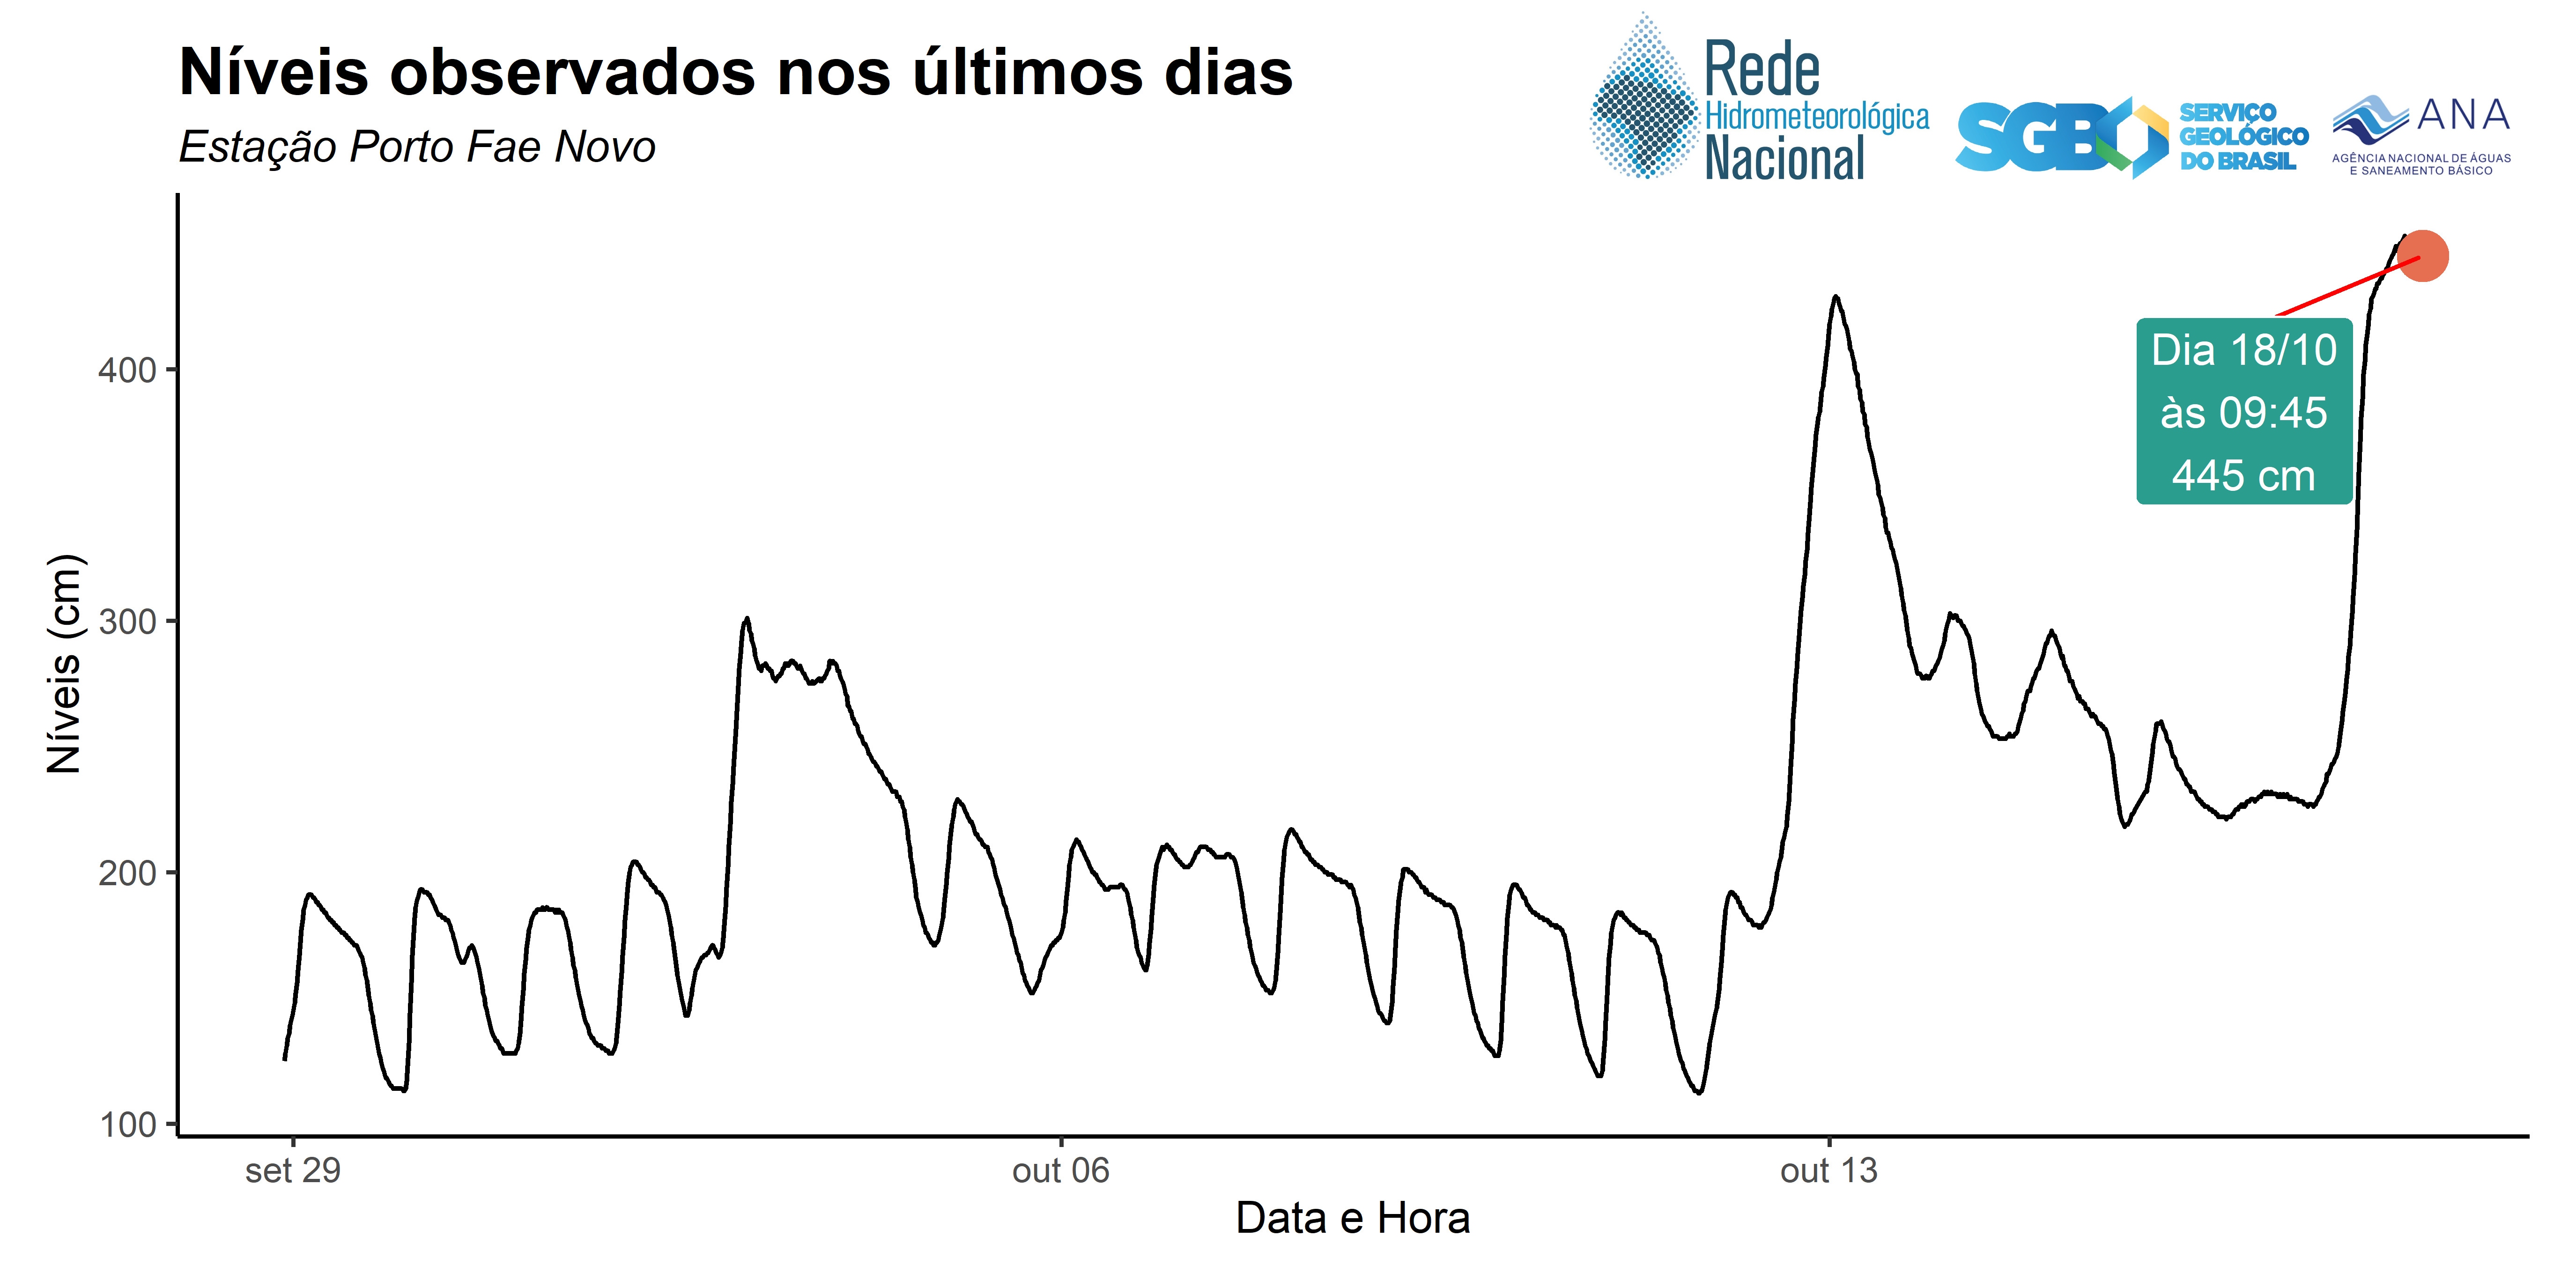 Níveis observados nos últimos dias
Estação Porto Fae Novo
Rede
Hidrometeorológica
Nacional
SGB
SERVIÇO
GEOLÓGICO
DO BRASIL
ANA
AGÊNCIA NACIONAL DE ÁGUAS
E SANEAMENTO BÁSICO
Níveis (cm)
400
300
200
100
Dia 18/10
às 09:45
445 cm
set 29
out 06
out 13
Data e Hora